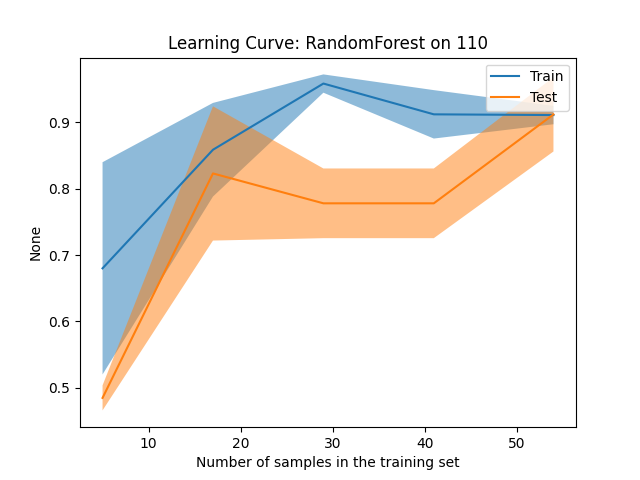 Learning Curve: RandomForest on 110
Train
Test
0.9
0.8
0.7
0.6
0.5
None
10 20 30 40 50
Number of samples in the training set